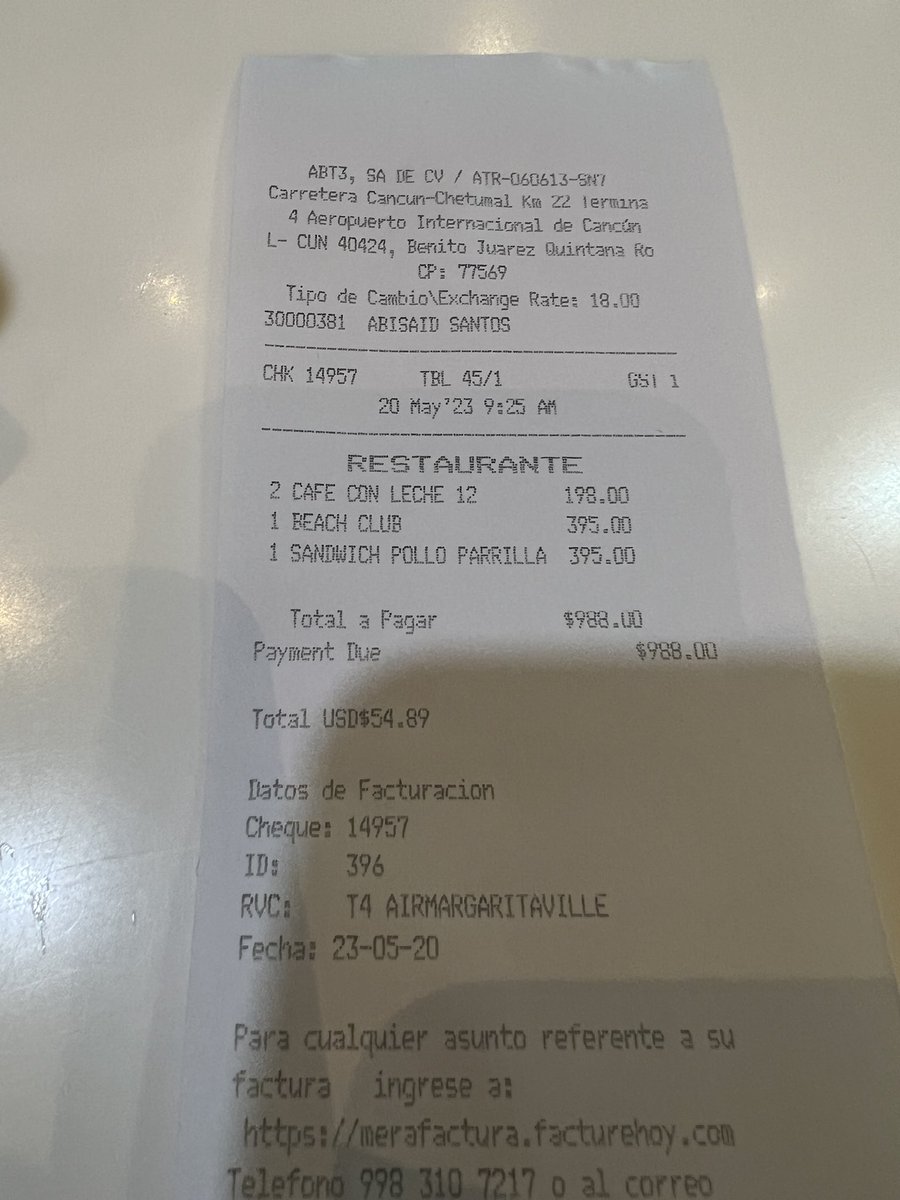 ABT3, SA DE CV / ATR-060613-SN7
Carretera Cancun-Chetumal Km 22 Termina
4 Aeropuerto Internacional de Cancún
L- CUN 40424, Benito Juarez Quintana Ro
CP: 77569
Tipo de Cambio\Exchange Rate: 18.00
30000381 ABISAID SANTOS
CHK 14957 TBL 45/1 GST 1
20 May'23 9:25 AM
RESTAURANTE
2 CAFE CON LECHE 12 198.00
1 BEACH CLUB 395.00
1 SANDWICH POLLO PARRILLA 395.00
Total a Pagar $988.00
Payment Due $988.00
Total USD$54.89
Datos de Facturacion
Cheque: 14957
ID: 396
RVC: T4 AIRMARGARITAVILLE
Fecha: 23-05-20
Para cualquier asunto referente a su
factura ingrese a:
https://merafactura.facturehoy.com
Telefono 998 310 7217 o al correo